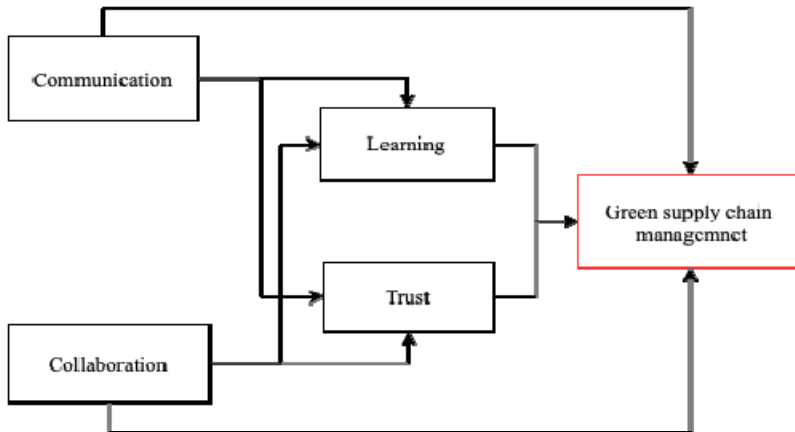 Communication
Learning
Green supply chain
managemnet
Trust
Collaboration